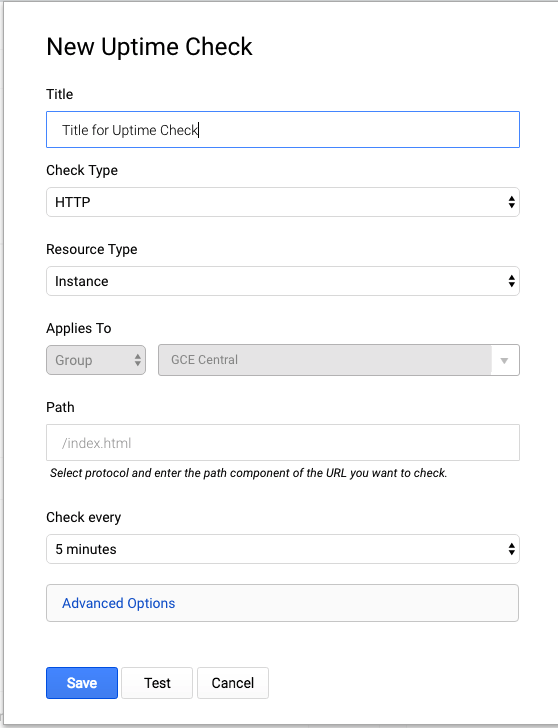 New Uptime Check
Title
Title for Uptime Check
Check Type
HTTP
Resource Type
Instance
Applies To
Group GCE Central
Path
/index.html
Select protocol and enter the path component of the URL you want to check.
Check every
5 minutes
Advanced Options
Save Test Cancel